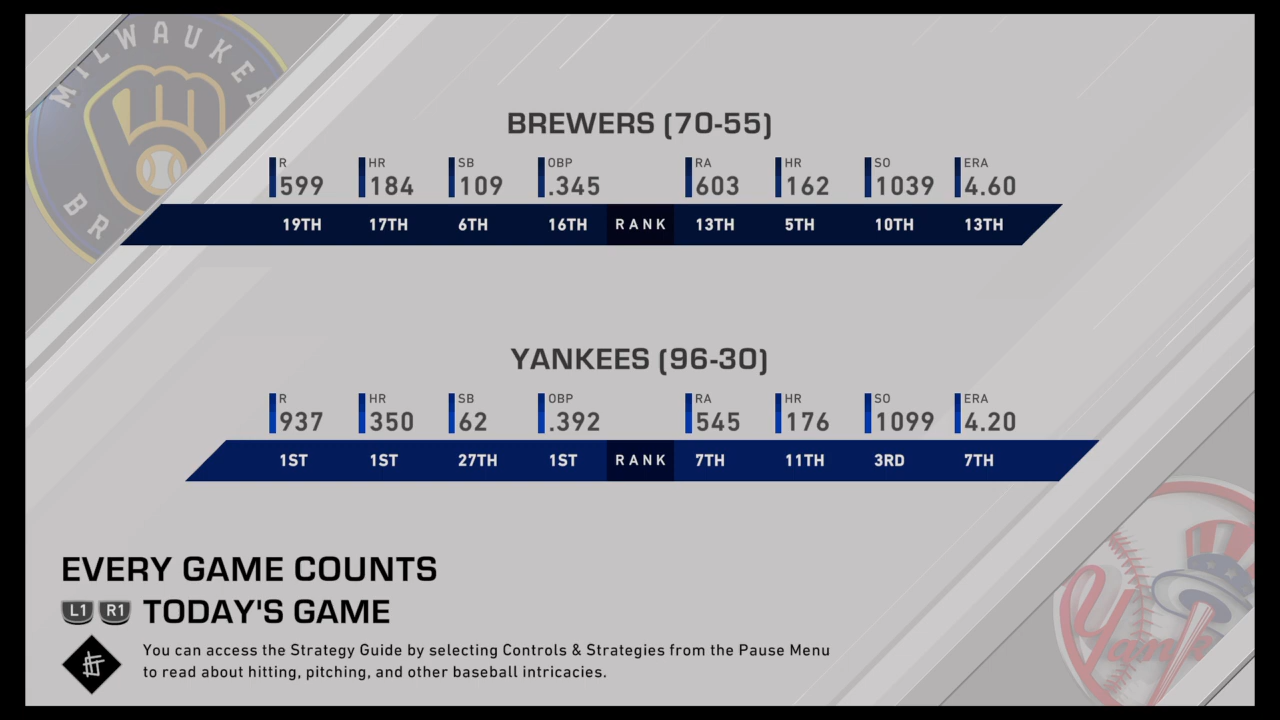 MILWAUKEE
BR
BREWERS (70-55)
R HR SB OBP RA HR SO ERA
599 184 109 .345 603 162 1039 4.60
19TH 17TH 6TH 16TH RANK 13TH 5TH 10TH 13TH
YANKEES (96-30)
R HR SB OBP RA HR SO ERA
937 350 62 .392 545 176 1099 4.20
1ST 1ST 27TH 1ST RANK 7TH 11TH 3RD 7TH
EVERY GAME COUNTS
L1 R1 TODAY'S GAME
You can access the Strategy Guide by selecting Controls & Strategies from the Pause Menu
to read about hitting, pitching, and other baseball intricacies.
Yank